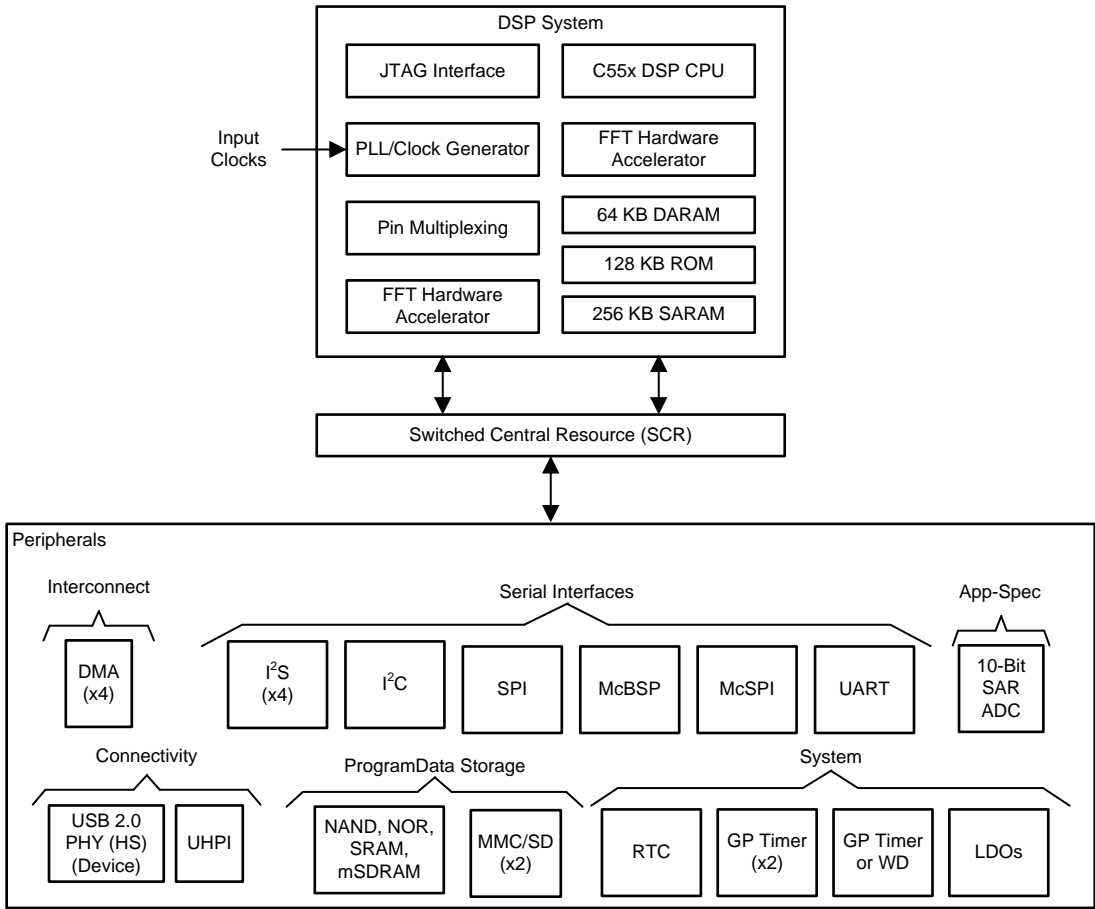 DSP System
JTAG Interface
C55x DSP CPU
Input
Clocks
PLL/Clock Generator
FFT Hardware
Accelerator
Pin Multiplexing
64 KB DARAM
128 KB ROM
FFT Hardware
Accelerator
256 KB SARAM
Switched Central Resource (SCR)
Peripherals
Interconnect
Serial Interfaces
App-Spec
DMA
(x4)
I²S
(x4)
I²C
SPI
McBSP
McSPI
UART
10-Bit
SAR
ADC
Connectivity
ProgramData Storage
System
USB 2.0
PHY (HS)
(Device)
UHPI
NAND, NOR,
SRAM,
mSDRAM
MMC/SD
(x2)
RTC
GP Timer
(x2)
GP Timer
or WD
LDOs